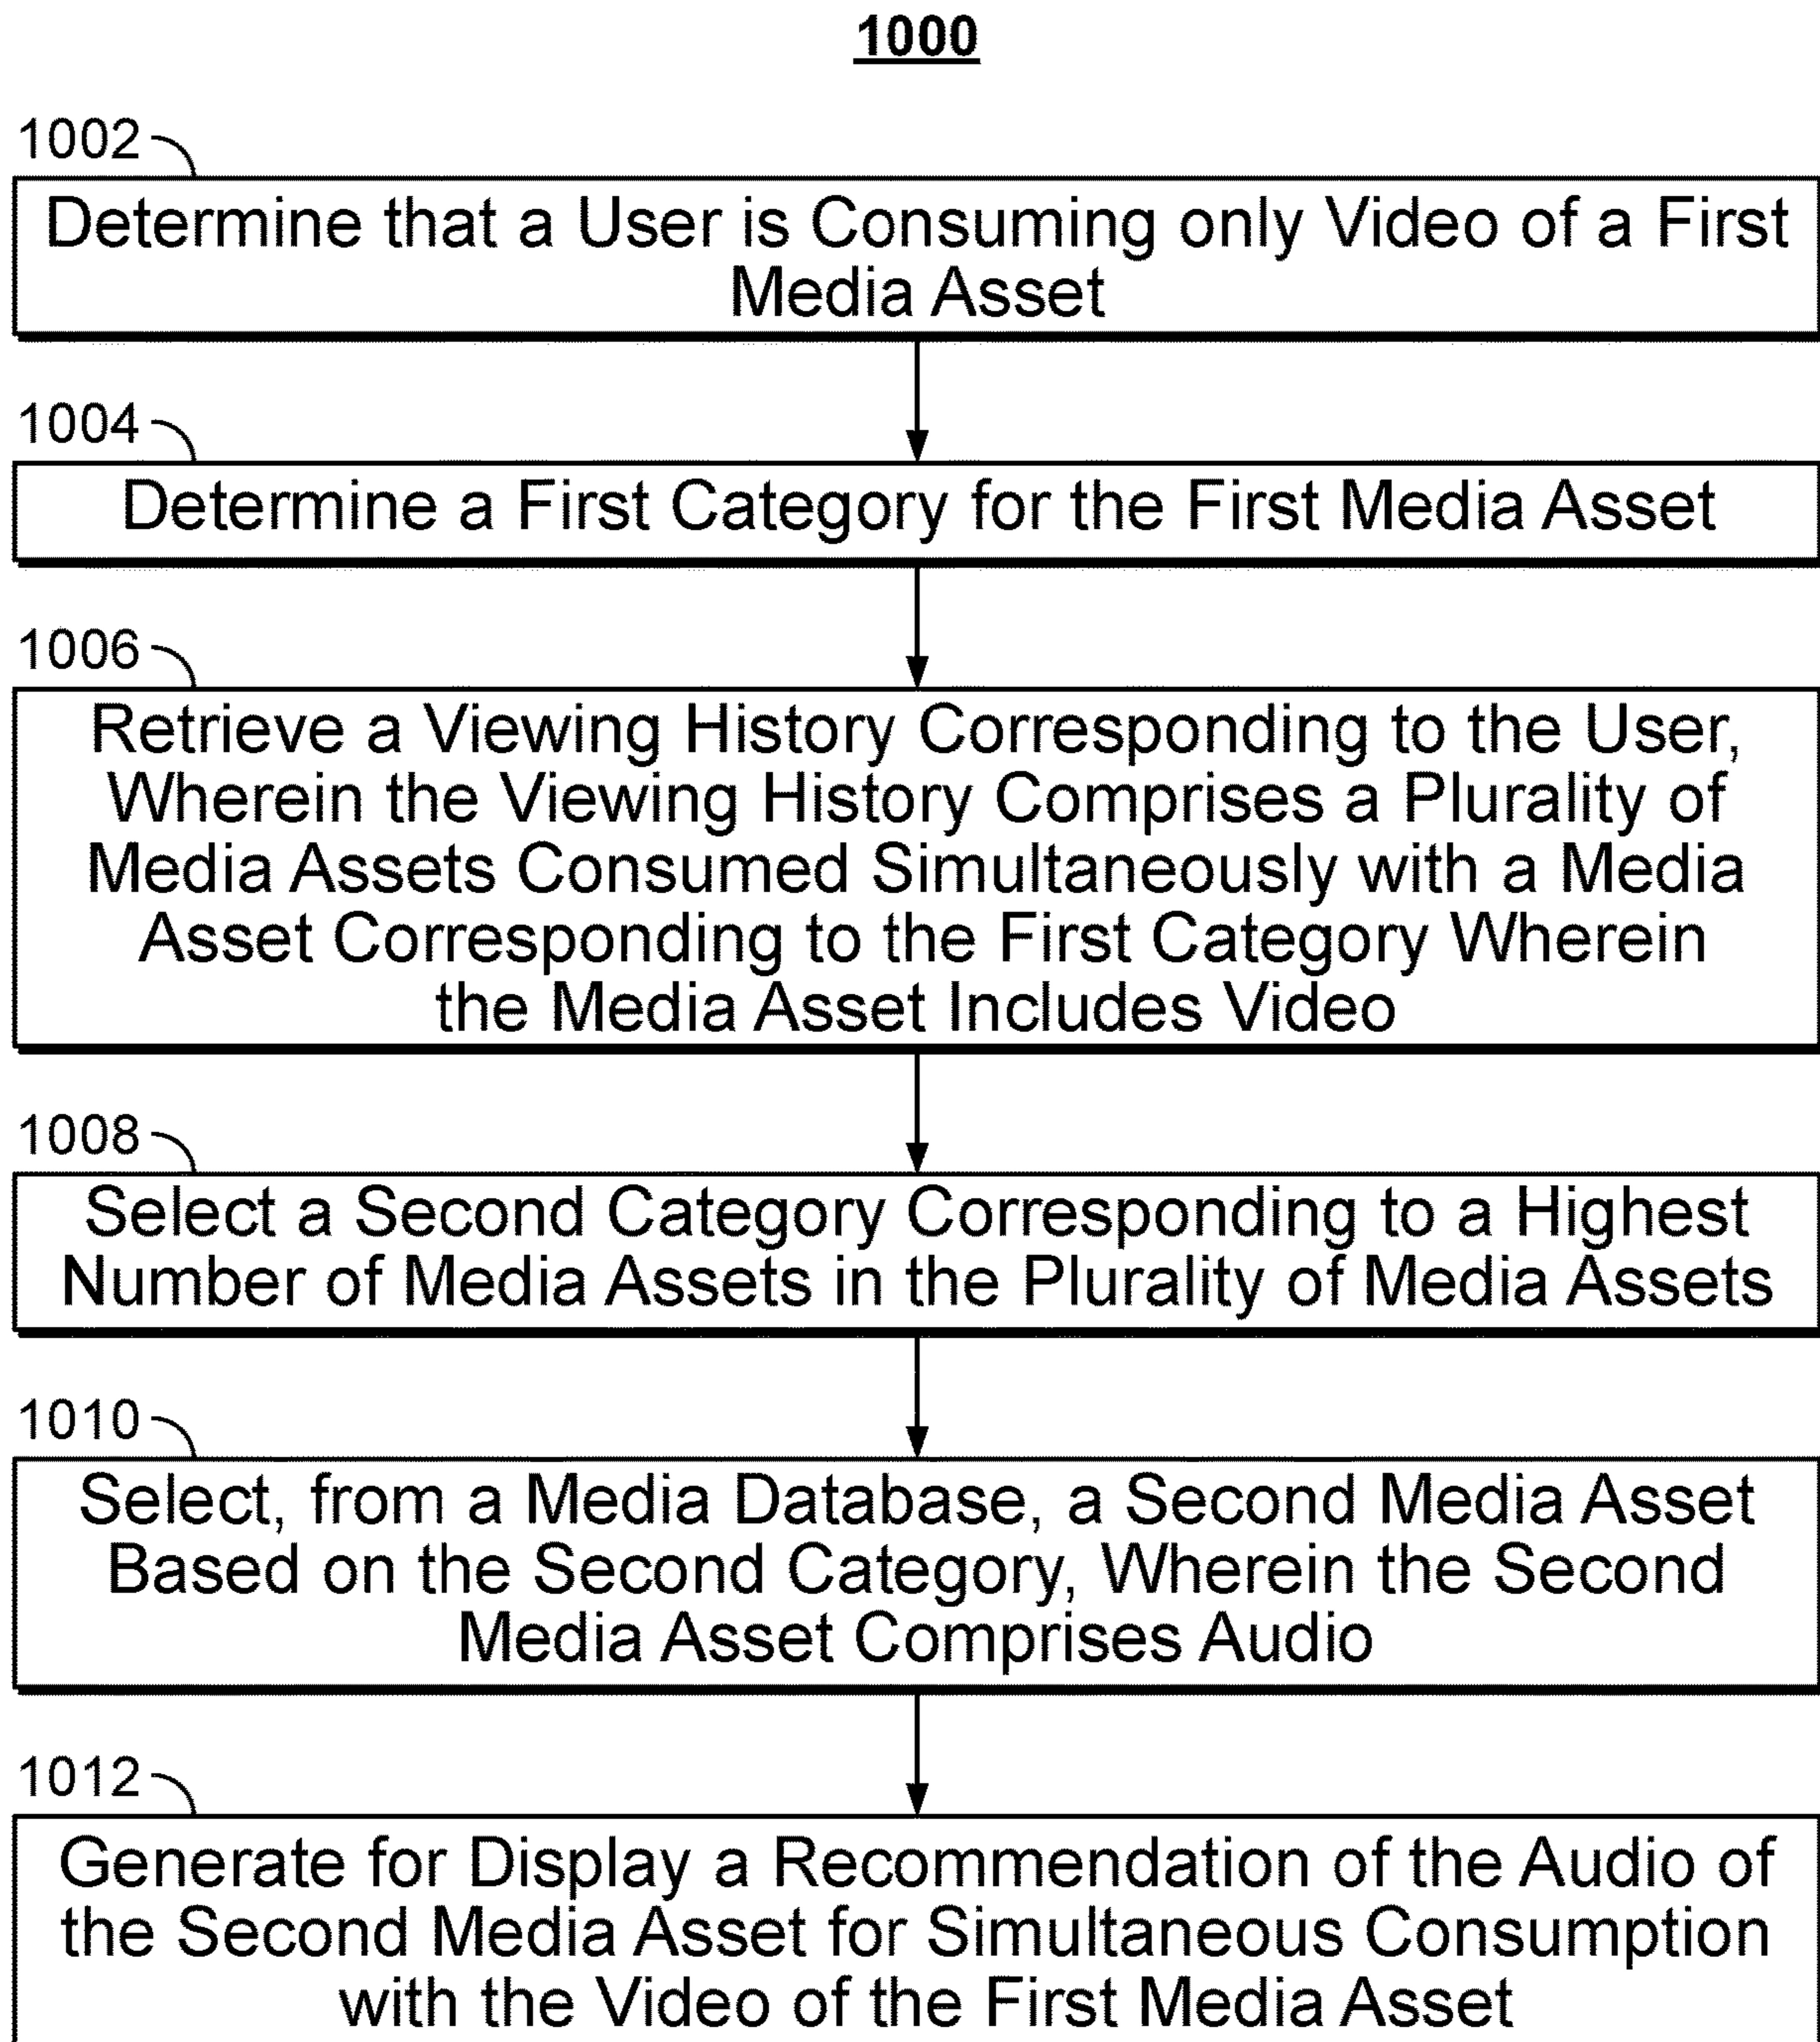 1000
1002
Determine that a User is Consuming only Video of a First
Media Asset
1004
Determine a First Category for the First Media Asset
1006
Retrieve a Viewing History Corresponding to the User,
Wherein the Viewing History Comprises a Plurality of
Media Assets Consumed Simultaneously with a Media
Asset Corresponding to the First Category Wherein
the Media Asset Includes Video
1008
Select a Second Category Corresponding to a Highest
Number of Media Assets in the Plurality of Media Assets
1010
Select, from a Media Database, a Second Media Asset
Based on the Second Category, Wherein the Second
Media Asset Comprises Audio
1012
Generate for Display a Recommendation of the Audio of
the Second Media Asset for Simultaneous Consumption
with the Video of the First Media Asset